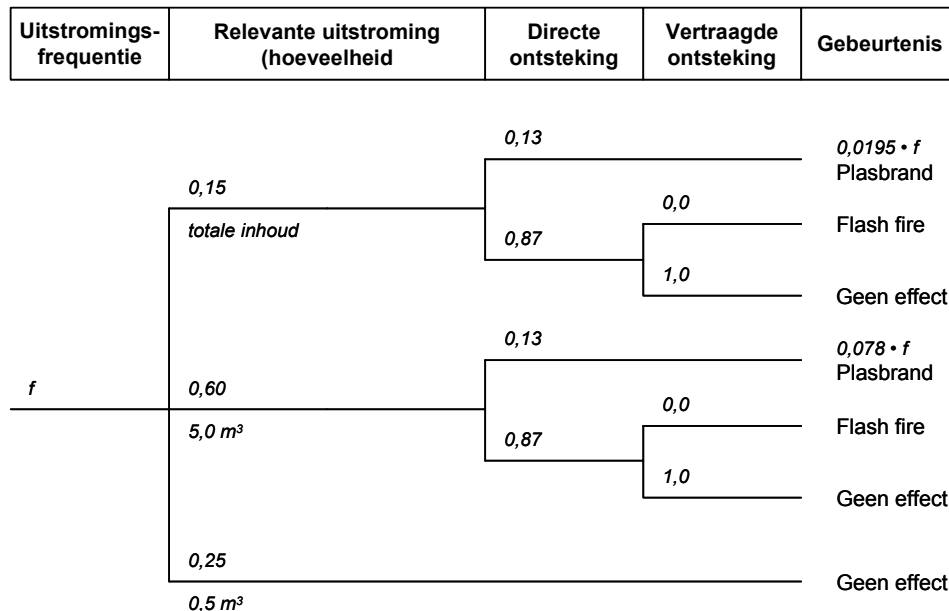 Uitstromings-
frequentie
Relevante uitstroming
(hoeveelheid
Directe
ontsteking
Vertraagde
ontsteking
Gebeurtenis
0,13
0,0195 • f
Plasbrand
0,15
totale inhoud
0,0
Flash fire
0,87
1,0
Geen effect
0,13
0,078 • f
Plasbrand
f
0,60
5,0 m³
0,0
Flash fire
0,87
1,0
Geen effect
0,25
0,5 m³
Geen effect